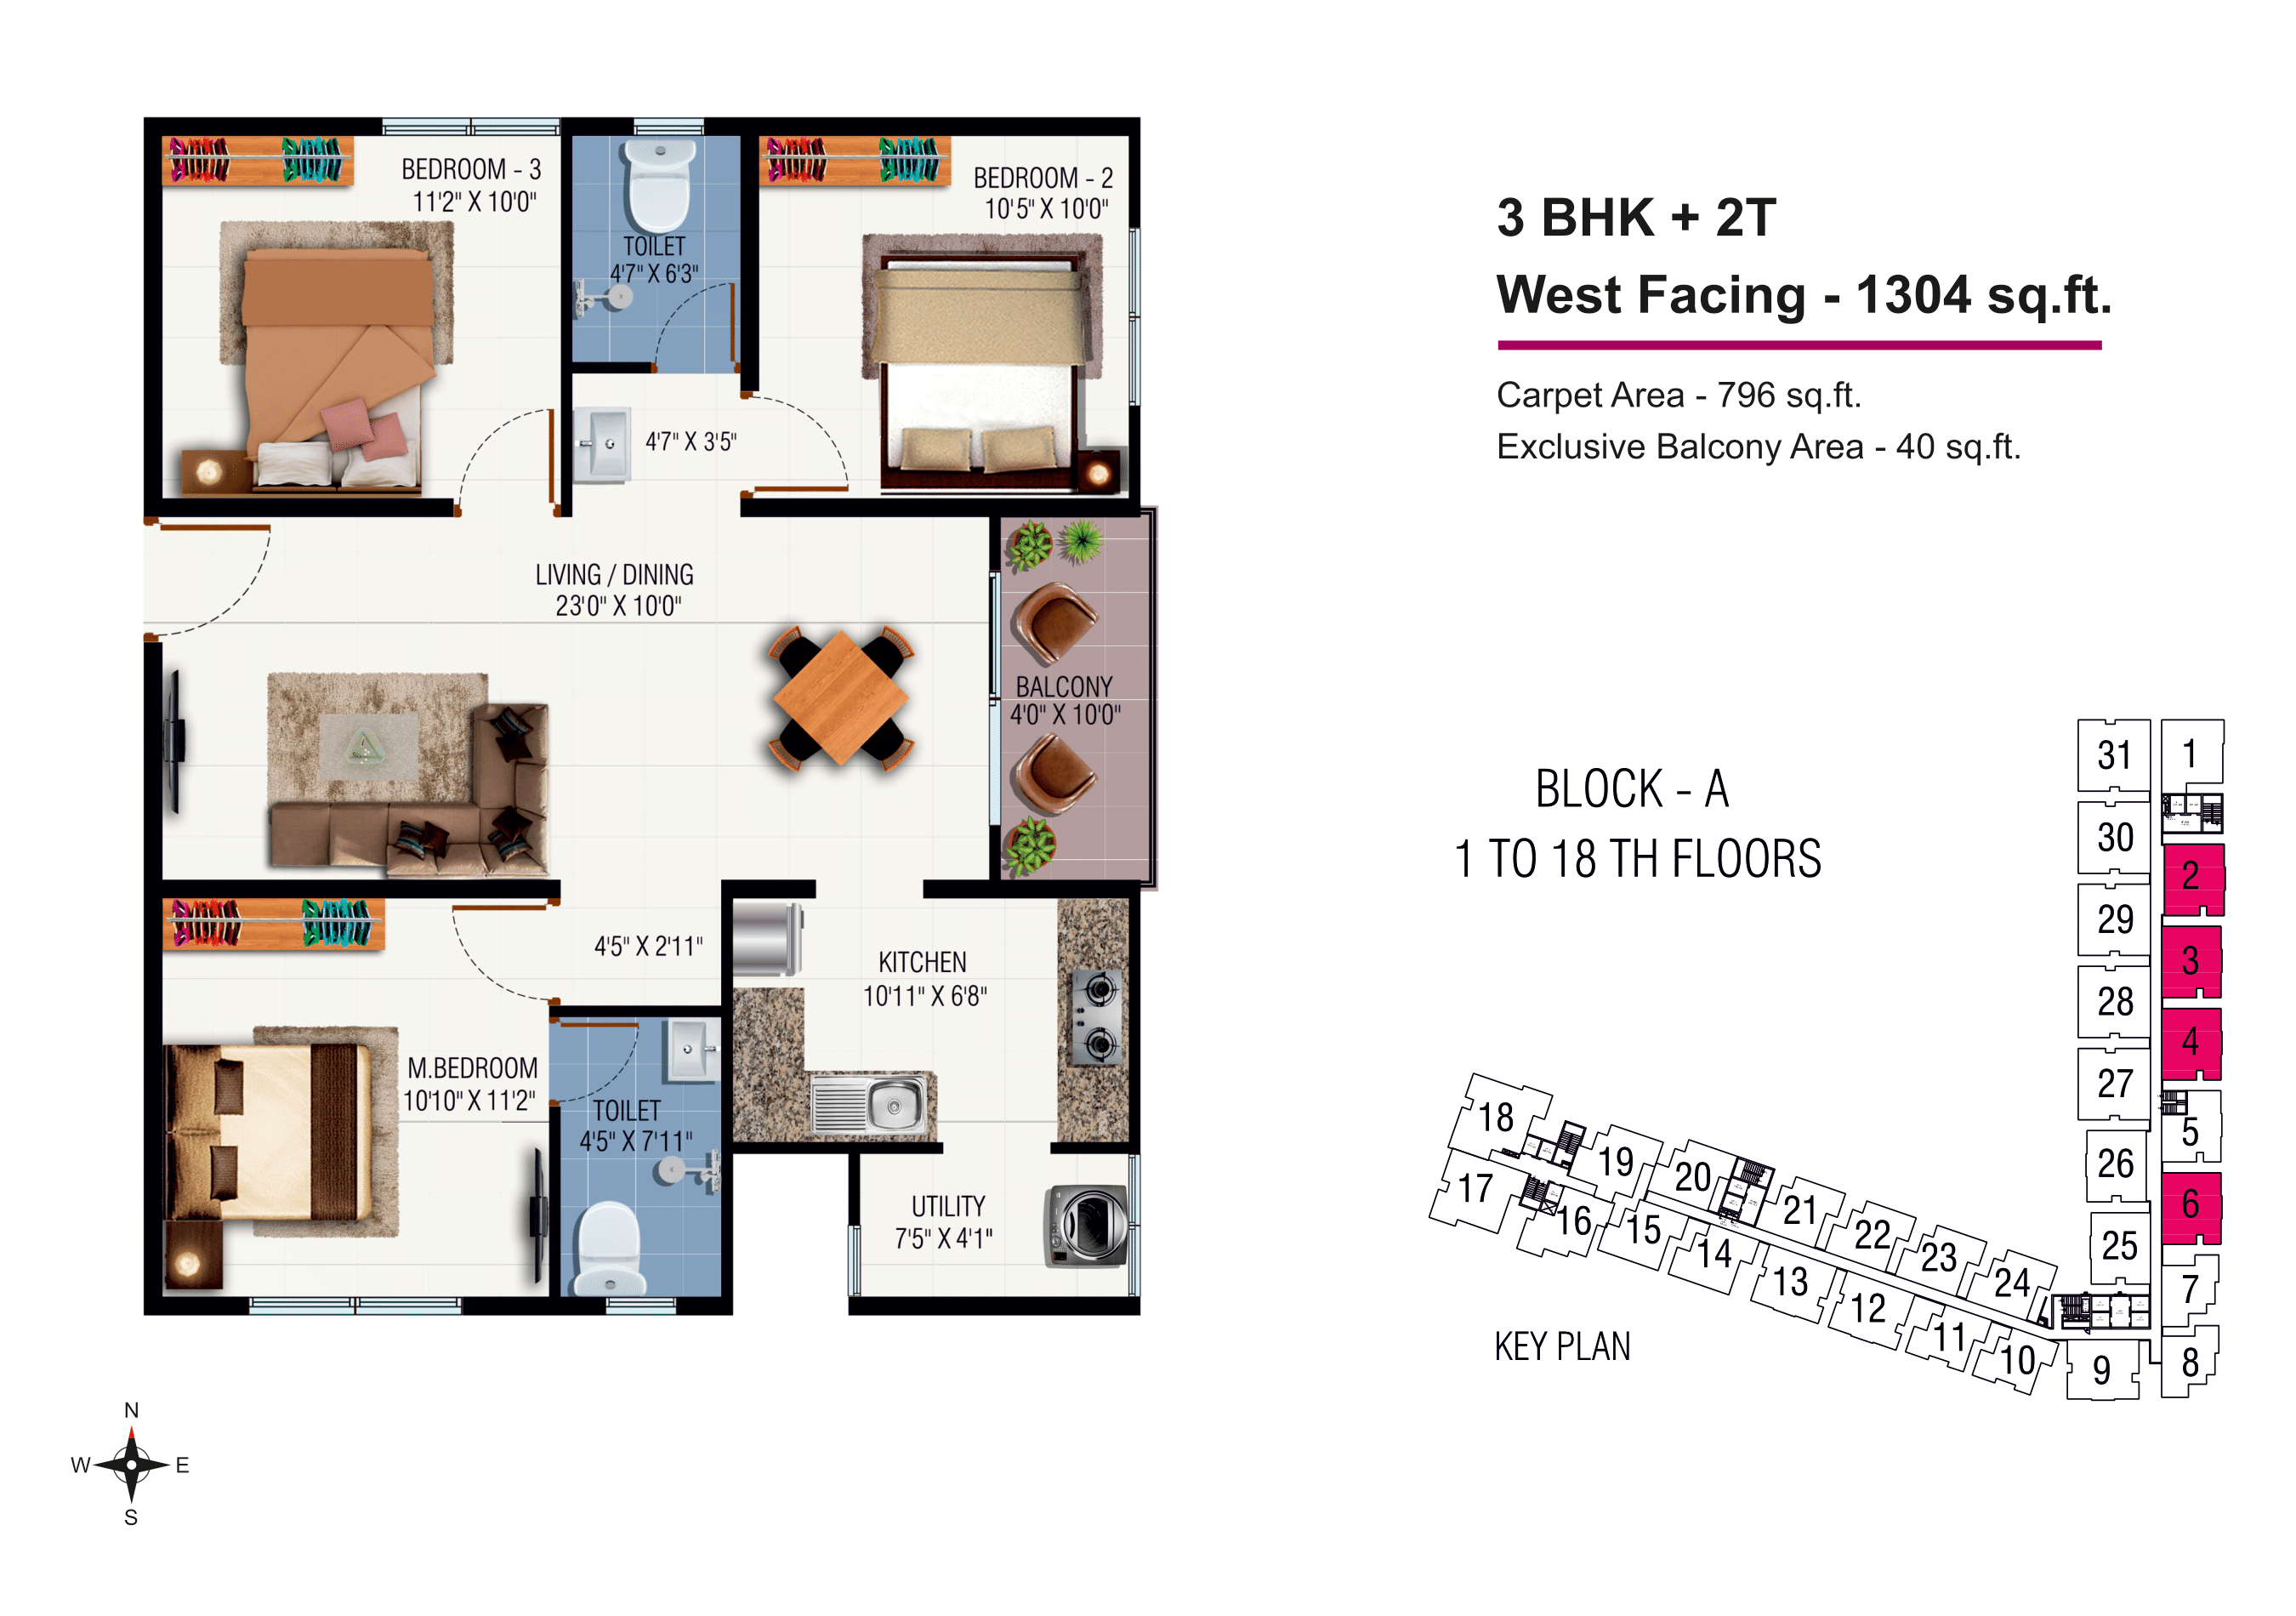 BEDROOM - 3
11'2" X 10'0"
TOILET
4'7" X 6'3"
BEDROOM - 2
10'5" X 10'0"
4'7" X 3'5"
LIVING / DINING
23'0" X 10'0"
BALCONY
4'0" X 10'0"
4'5" X 2'11"
KITCHEN
10'11" X 6'8"
M.BEDROOM
10'10" X 11'2"
TOILET
4'5" X 7'11"
UTILITY
7'5" X 4'1"
N
W
E
S
3 BHK + 2T
West Facing - 1304 sq.ft.
Carpet Area - 796 sq.ft.
Exclusive Balcony Area - 40 sq.ft.
BLOCK - A
1 TO 18 TH FLOORS
31
1
30
2
29
3
28
4
27
5
26
6
25
7
8
9
18
17
19
20
16
15
21
14
22
13
23
12
24
11
10
KEY PLAN